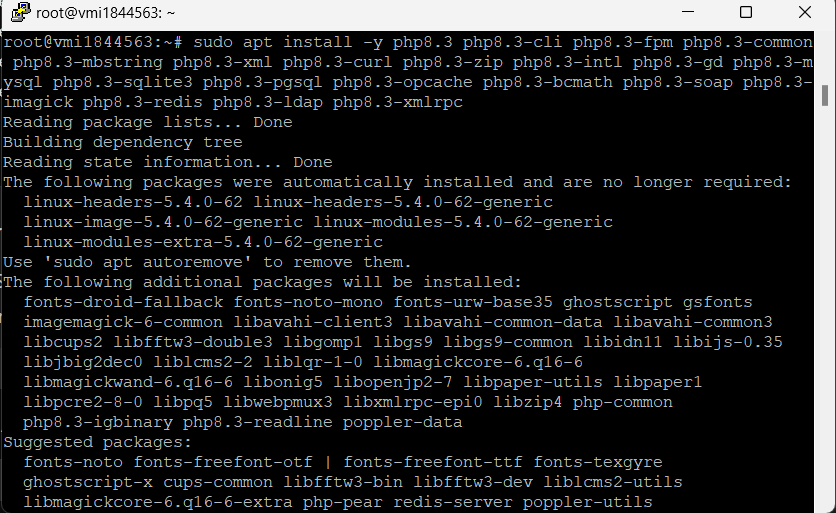 root@vmi1844563: ~
root@vmi1844563:~# sudo apt install -y php8.3 php8.3-cli php8.3-fpm php8.3-common
 php8.3-mbstring php8.3-xml php8.3-curl php8.3-zip php8.3-intl php8.3-gd php8.3-m
ysql php8.3-sqlite3 php8.3-pgsql php8.3-opcache php8.3-bcmath php8.3-soap php8.3-
imagick php8.3-redis php8.3-ldap php8.3-xmlrpc
Reading package lists... Done
Building dependency tree
Reading state information... Done
The following packages were automatically installed and are no longer required:
  linux-headers-5.4.0-62 linux-headers-5.4.0-62-generic
  linux-image-5.4.0-62-generic linux-modules-5.4.0-62-generic
  linux-modules-extra-5.4.0-62-generic
Use 'sudo apt autoremove' to remove them.
The following additional packages will be installed:
  fonts-droid-fallback fonts-noto-mono fonts-urw-base35 ghostscript gsfonts
  imagemagick-6-common libavahi-client3 libavahi-common-data libavahi-common3
  libcups2 libfftw3-double3 libgomp1 libgs9 libgs9-common libidn11 libijs-0.35
  libjbig2dec0 liblcms2-2 liblqr-1-0 libmagickcore-6.q16-6
  libmagickwand-6.q16-6 libonig5 libopenjp2-7 libpaper-utils libpaper1
  libpcre2-8-0 libpq5 libwebpmux3 libxmlrpc-epi0 libzip4 php-common
  php8.3-igbinary php8.3-readline poppler-data
Suggested packages:
  fonts-noto fonts-freefont-otf | fonts-freefont-ttf fonts-texgyre
  ghostscript-x cups-common libfftw3-bin libfftw3-dev liblcms2-utils
  libmagickcore-6.q16-6-extra php-pear redis-server poppler-utils